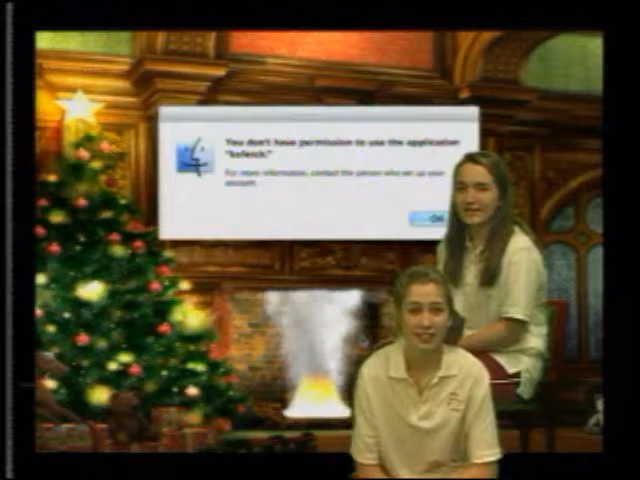 You don't have permission to use the application
"kofetch."
For more information, contact the person who set up your
account.
OK